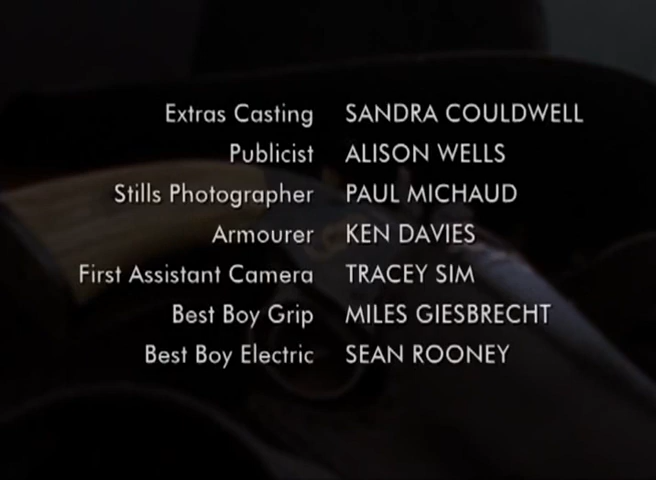 Extras Casting SANDRA COULDWELL
Publicist ALISON WELLS
Stills Photographer PAUL MICHAUD
Armourer KEN DAVIES
First Assistant Camera TRACEY SIM
Best Boy Grip MILES GIESBRECHT
Best Boy Electric SEAN ROONEY